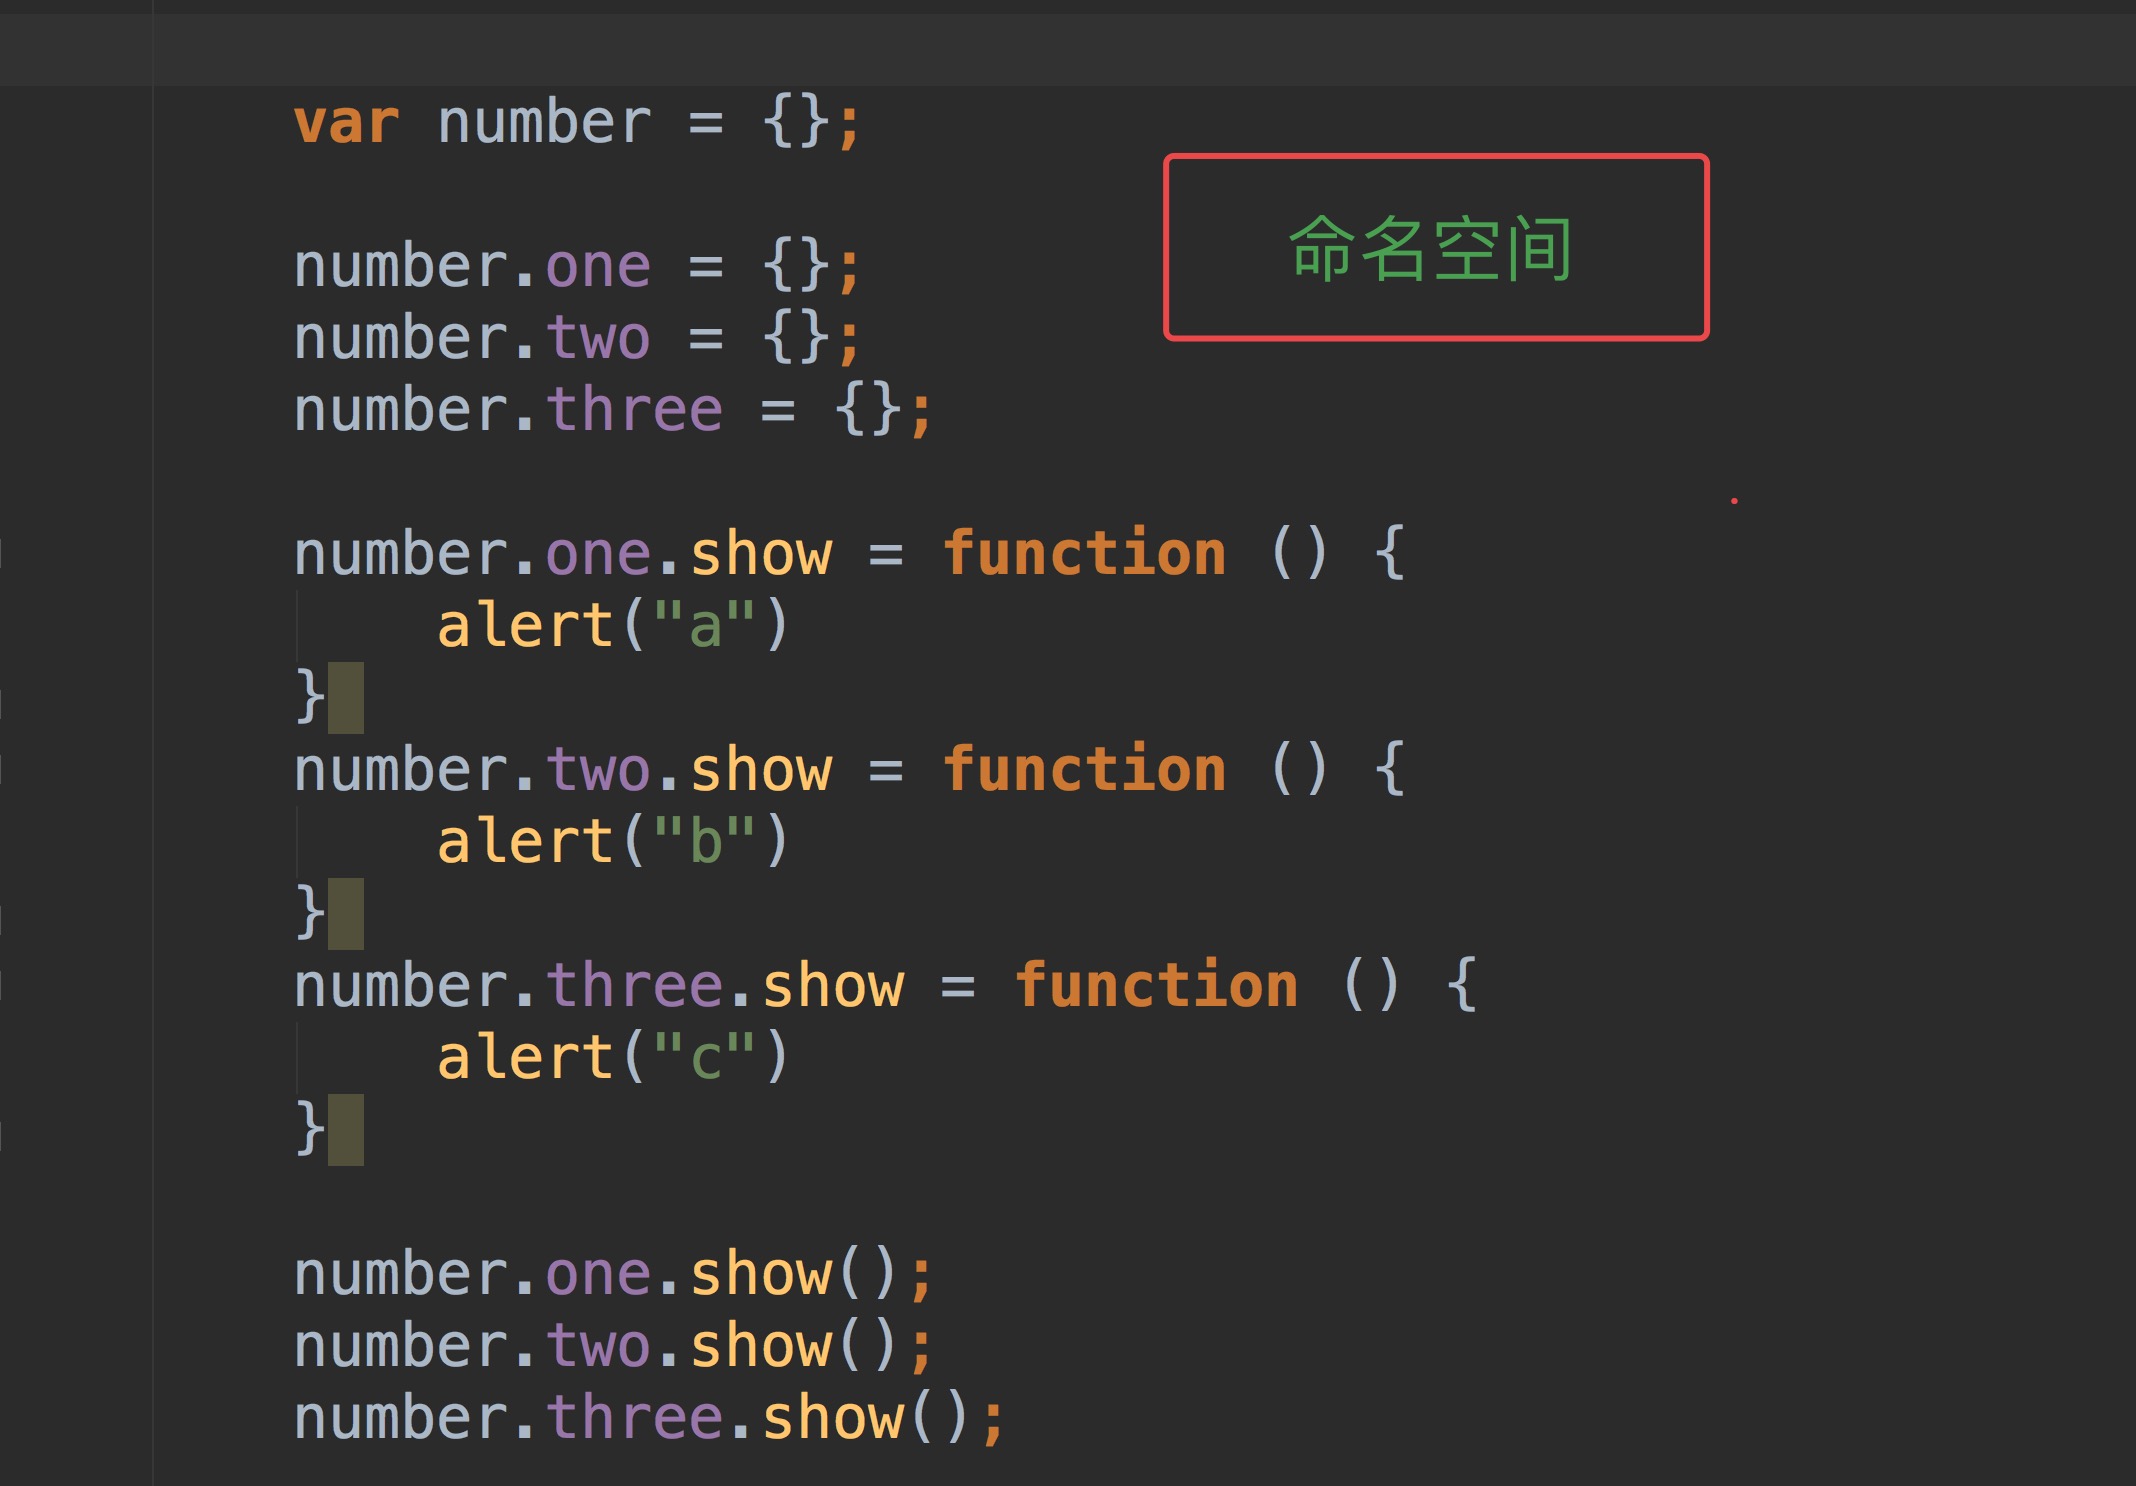 var number = {};
命名空间
number.one = {};
number.two = {};
number.three = {};
number.one.show = function () {
    alert("a")
}
number.two.show = function () {
    alert("b")
}
number.three.show = function () {
    alert("c")
}
number.one.show();
number.two.show();
number.three.show();